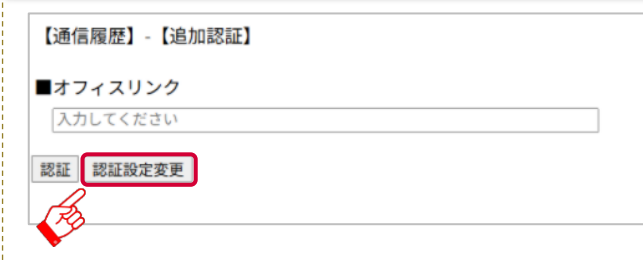 【通信履歴】-【追加認証】
■オフィスリンク
入力してください
認証 認証設定変更